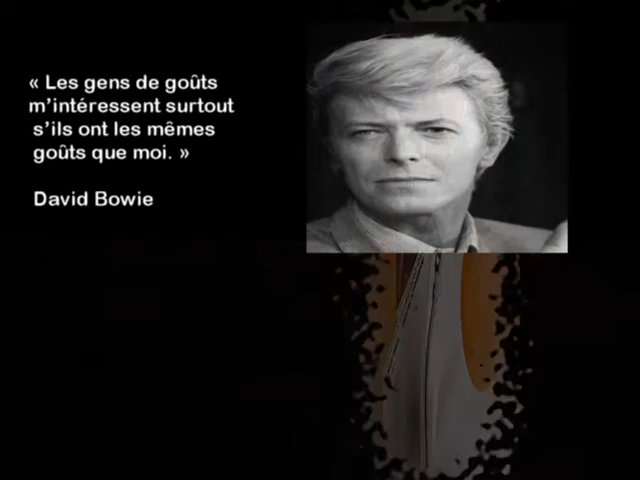 « Les gens de goûts
m’intéressent surtout
s’ils ont les mêmes
goûts que moi. »
David Bowie